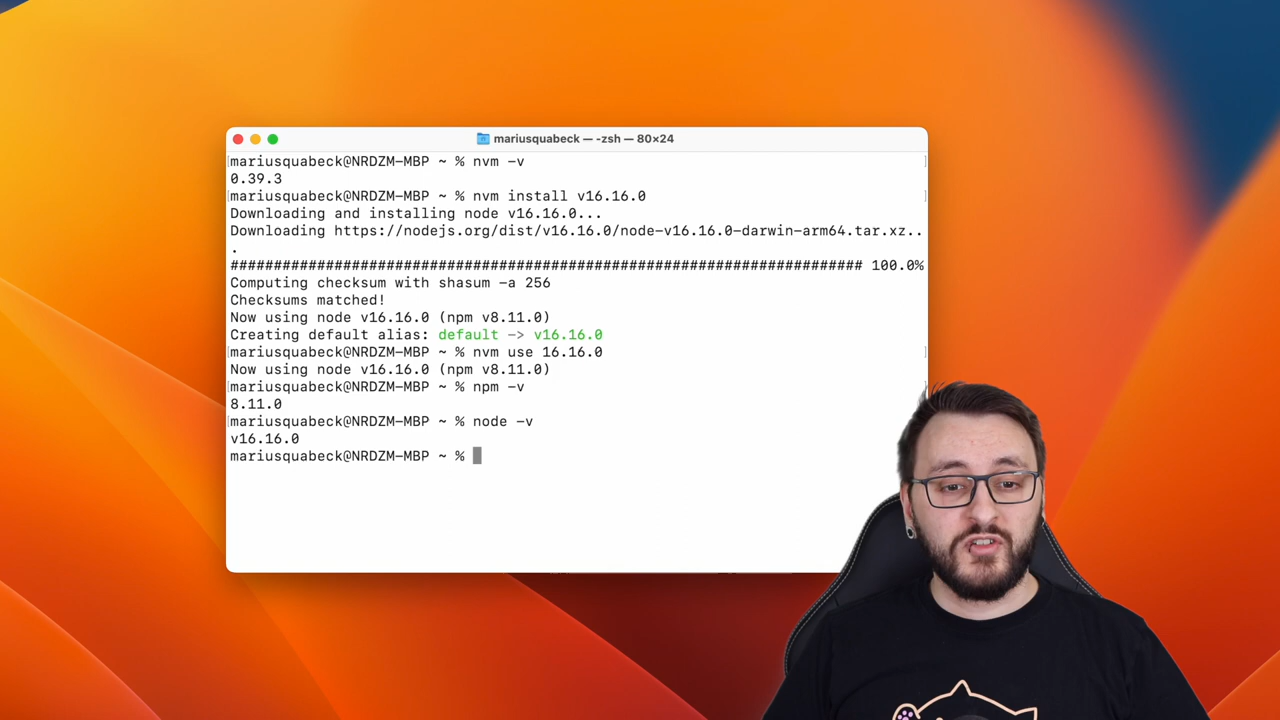 mariusquabeck — -zsh — 80×24
mariusquabeck@NRDZM-MBP ~ % nvm -v
0.39.3
mariusquabeck@NRDZM-MBP ~ % nvm install v16.16.0
Downloading and installing node v16.16.0...
Downloading https://nodejs.org/dist/v16.16.0/node-v16.16.0-darwin-arm64.tar.xz..
.
######################################################################### 100.0%
Computing checksum with shasum -a 256
Checksums matched!
Now using node v16.16.0 (npm v8.11.0)
Creating default alias: default -> v16.16.0
mariusquabeck@NRDZM-MBP ~ % nvm use 16.16.0
Now using node v16.16.0 (npm v8.11.0)
mariusquabeck@NRDZM-MBP ~ % npm -v
8.11.0
mariusquabeck@NRDZM-MBP ~ % node -v
v16.16.0
mariusquabeck@NRDZM-MBP ~ %